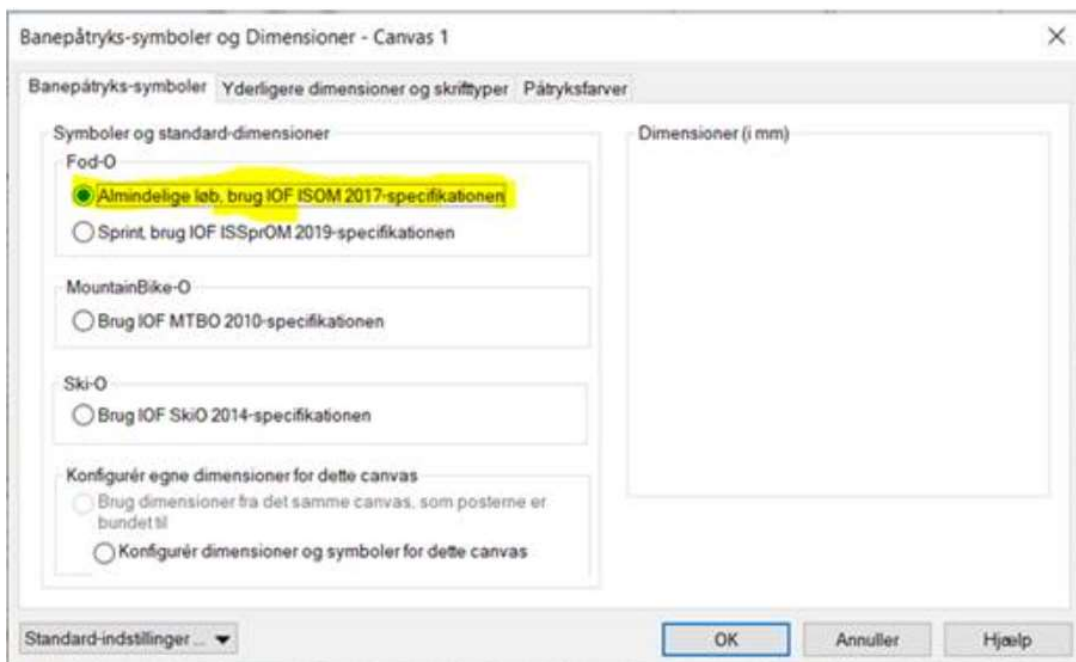 Banepåtryks-symboler og Dimensioner - Canvas 1
Banepåtryks-symboler Yderligere dimensioner og skrifttyper Påtryksfarver
Symboler og standard-dimensioner
Dimensioner (i mm)
Fod-O
Almindelige løb, brug IOF ISOM 2017-specifikationen
Sprint, brug IOF ISSprOM 2019-specifikationen
MountainBike-O
Brug IOF MTBO 2010-specifikationen
Ski-O
Brug IOF SkiO 2014-specifikationen
Konfigurér egne dimensioner for dette canvas
Brug dimensioner fra det samme canvas, som posterne er
bundet til
Konfigurér dimensioner og symboler for dette canvas
Standard-indstillinger ... OK Annuller Hjælp